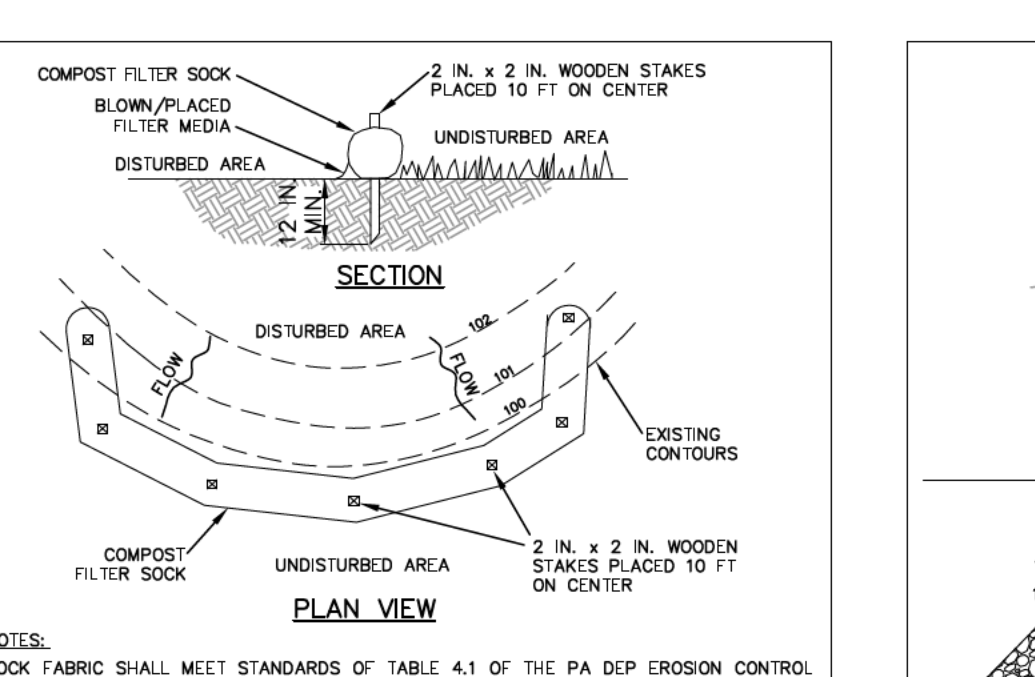 COMPOST FILTER SOCK
2 IN. x 2 IN. WOODEN STAKES
PLACED 10 FT ON CENTER
BLOWN/PLACED
FILTER MEDIA
UNDISTURBED AREA
DISTURBED AREA
12 IN.
MIN.
SECTION
DISTURBED AREA
102
FLOW
FLOW
101
100
EXISTING
CONTOURS
COMPOST
FILTER SOCK
UNDISTURBED AREA
2 IN. x 2 IN. WOODEN
STAKES PLACED 10 FT
ON CENTER
PLAN VIEW
OTES:
OCK FABRIC SHALL MEET STANDARDS OF TABLE 4.1 OF THE PA DEP EROSION CONTROL